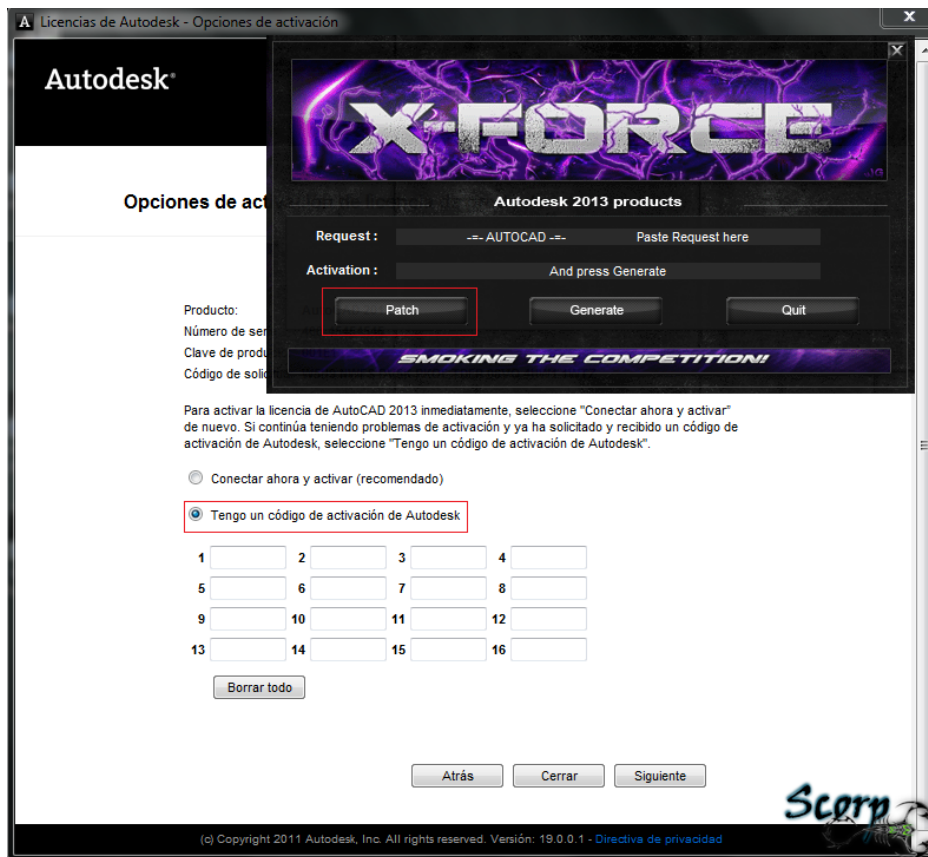 Licencias de Autodesk - Opciones de activación
Autodesk
X-FORCE
Autodesk 2013 products
Opciones de act
Request :
-=- AUTOCAD -=- Paste Request here
Activation :
And press Generate
Patch
Generate
Quit
SMOKING THE COMPETITION!
Producto:
Número de ser
Clave de produ
Código de solic
Para activar la licencia de AutoCAD 2013 inmediatamente, seleccione "Conectar ahora y activar"
de nuevo. Si continúa teniendo problemas de activación y ya ha solicitado y recibido un código de
activación de Autodesk, seleccione "Tengo un código de activación de Autodesk".
Conectar ahora y activar (recomendado)
Tengo un código de activación de Autodesk
1 2 3 4
5 6 7 8
9 10 11 12
13 14 15 16
Borrar todo
Atrás Cerrar Siguiente
Scorp
(c) Copyright 2011 Autodesk, Inc. All rights reserved. Versión: 19.0.0.1 - Directiva de privacidad